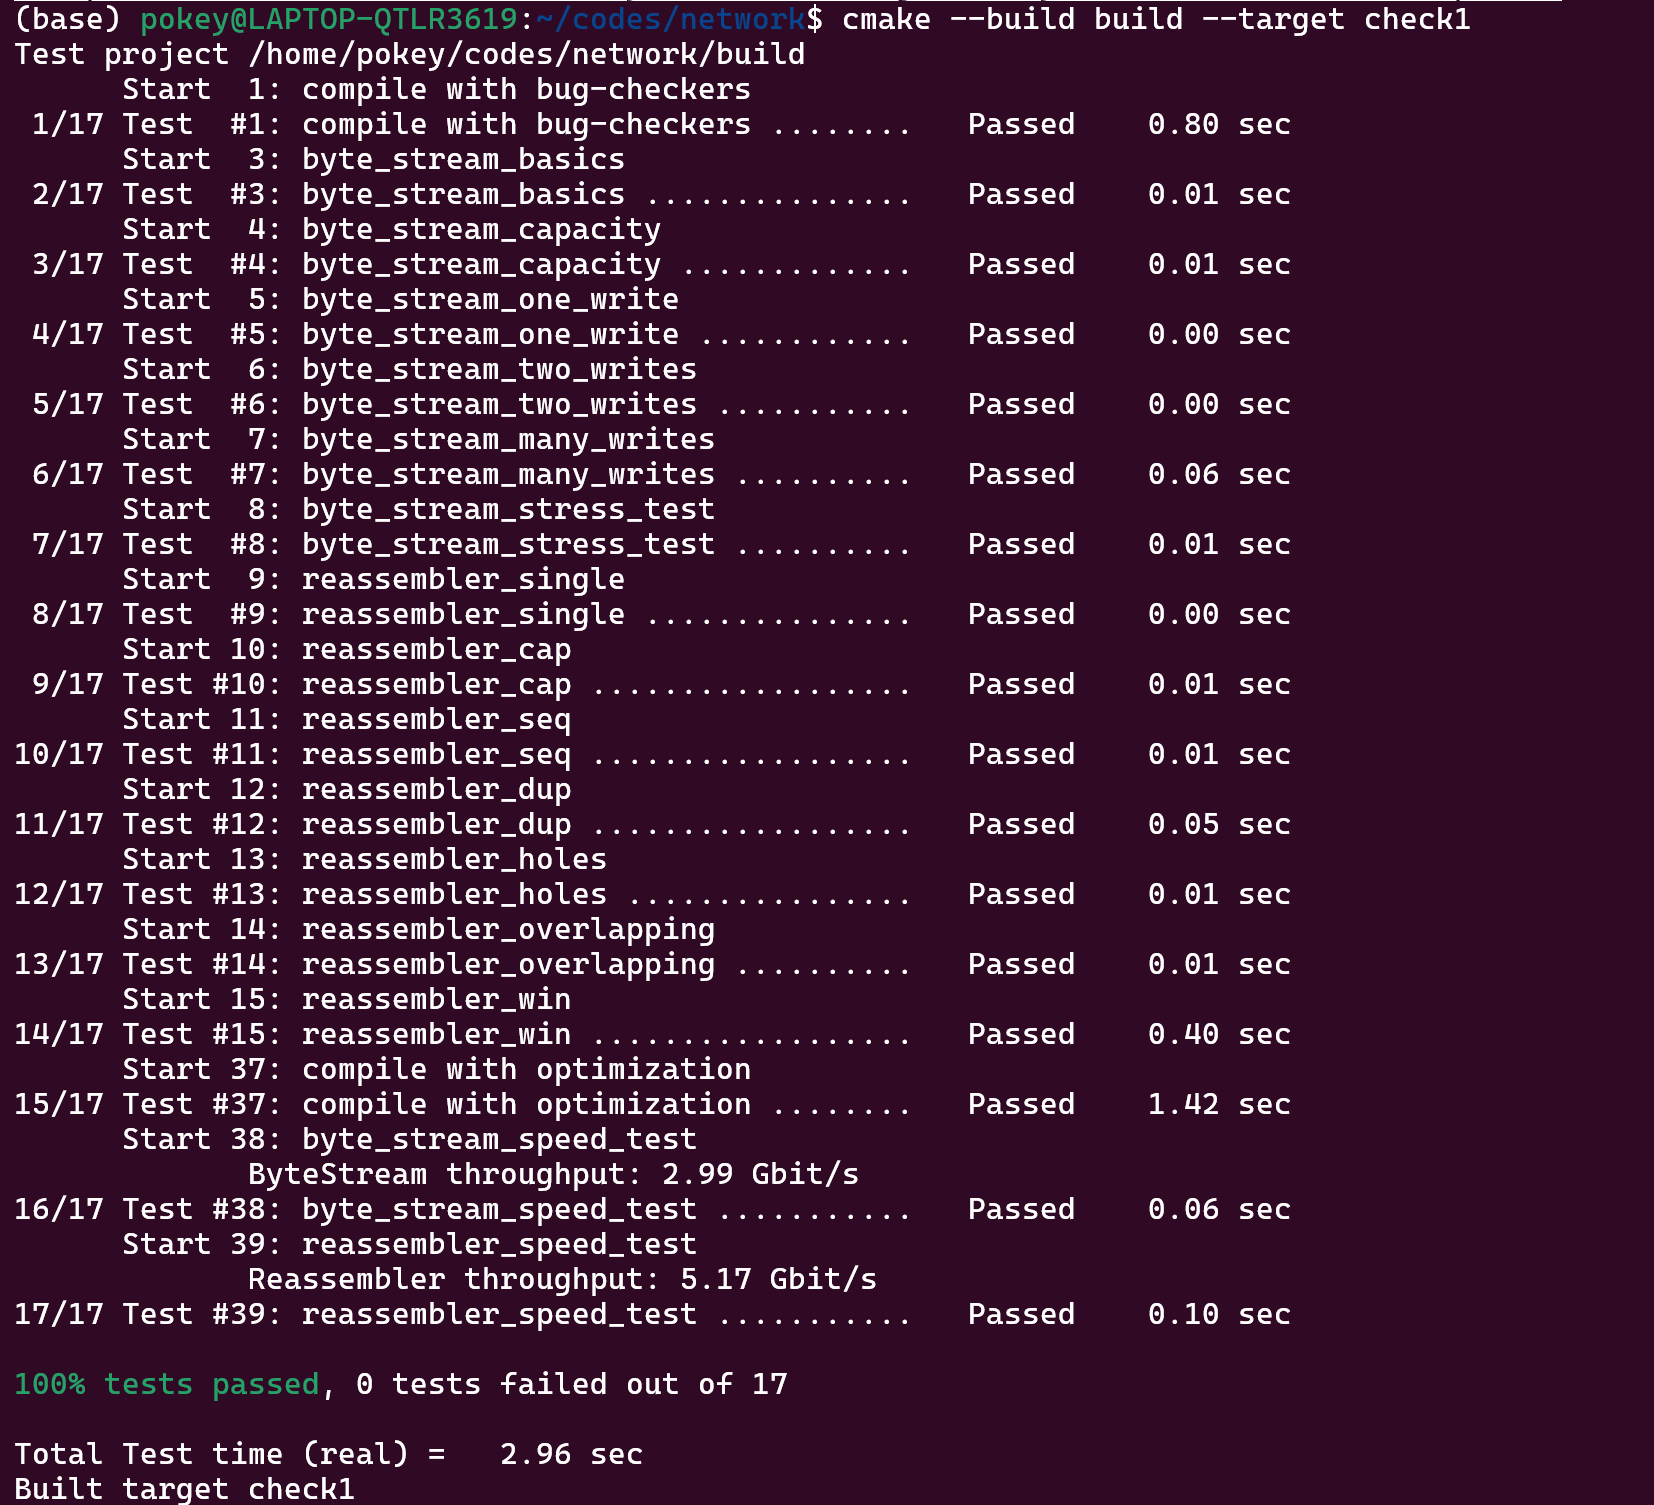 (base) pokey@LAPTOP-QTLR3619:~/codes/network$ cmake --build build --target check1
Test project /home/pokey/codes/network/build
      Start  1: compile with bug-checkers
 1/17 Test  #1: compile with bug-checkers ........   Passed    0.80 sec
      Start  3: byte_stream_basics
 2/17 Test  #3: byte_stream_basics ...............   Passed    0.01 sec
      Start  4: byte_stream_capacity
 3/17 Test  #4: byte_stream_capacity .............   Passed    0.01 sec
      Start  5: byte_stream_one_write
 4/17 Test  #5: byte_stream_one_write ............   Passed    0.00 sec
      Start  6: byte_stream_two_writes
 5/17 Test  #6: byte_stream_two_writes ...........   Passed    0.00 sec
      Start  7: byte_stream_many_writes
 6/17 Test  #7: byte_stream_many_writes ..........   Passed    0.06 sec
      Start  8: byte_stream_stress_test
 7/17 Test  #8: byte_stream_stress_test ..........   Passed    0.01 sec
      Start  9: reassembler_single
 8/17 Test  #9: reassembler_single ...............   Passed    0.00 sec
      Start 10: reassembler_cap
 9/17 Test #10: reassembler_cap ..................   Passed    0.01 sec
      Start 11: reassembler_seq
10/17 Test #11: reassembler_seq ..................   Passed    0.01 sec
      Start 12: reassembler_dup
11/17 Test #12: reassembler_dup ..................   Passed    0.05 sec
      Start 13: reassembler_holes
12/17 Test #13: reassembler_holes ................   Passed    0.01 sec
      Start 14: reassembler_overlapping
13/17 Test #14: reassembler_overlapping ..........   Passed    0.01 sec
      Start 15: reassembler_win
14/17 Test #15: reassembler_win ..................   Passed    0.40 sec
      Start 37: compile with optimization
15/17 Test #37: compile with optimization ........   Passed    1.42 sec
      Start 38: byte_stream_speed_test
             ByteStream throughput: 2.99 Gbit/s
16/17 Test #38: byte_stream_speed_test ...........   Passed    0.06 sec
      Start 39: reassembler_speed_test
             Reassembler throughput: 5.17 Gbit/s
17/17 Test #39: reassembler_speed_test ...........   Passed    0.10 sec

100% tests passed, 0 tests failed out of 17

Total Test time (real) =   2.96 sec
Built target check1